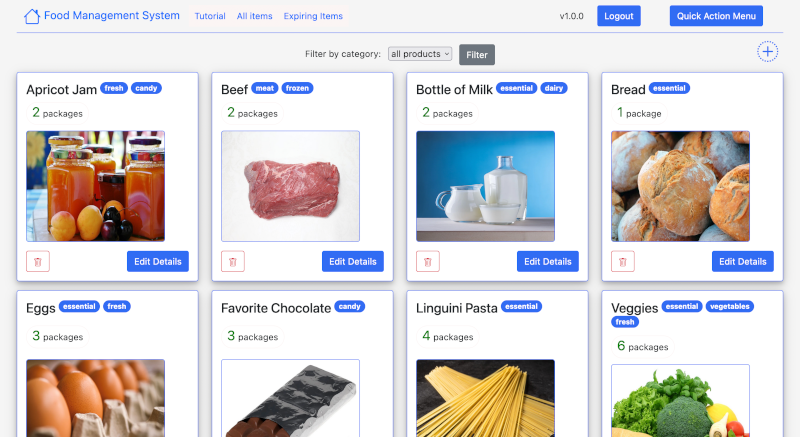 Food Management System Tutorial All items Expiring Items v1.0.0 Logout Quick Action Menu
Filter by category: all products Filter
Apricot Jam fresh candy
2 packages
Edit Details
Beef meat frozen
2 packages
Edit Details
Bottle of Milk essential dairy
2 packages
Edit Details
Bread essential
1 package
Edit Details
Eggs essential fresh
3 packages
Favorite Chocolate candy
3 packages
Linguini Pasta essential
4 packages
Veggies essential vegetables
fresh
6 packages